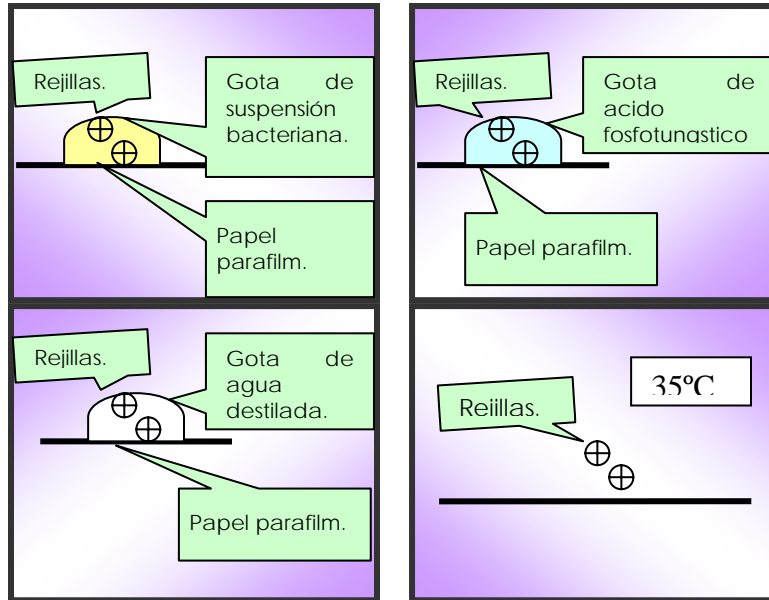 Rejillas.
Gota de
suspensión
bacteriana.
Papel
parafilm.
Rejillas.
Gota de
acido
fosfotungstico
Papel parafilm.
Rejillas.
Gota de
agua
destilada.
Papel parafilm.
35ºC
Rejillas.